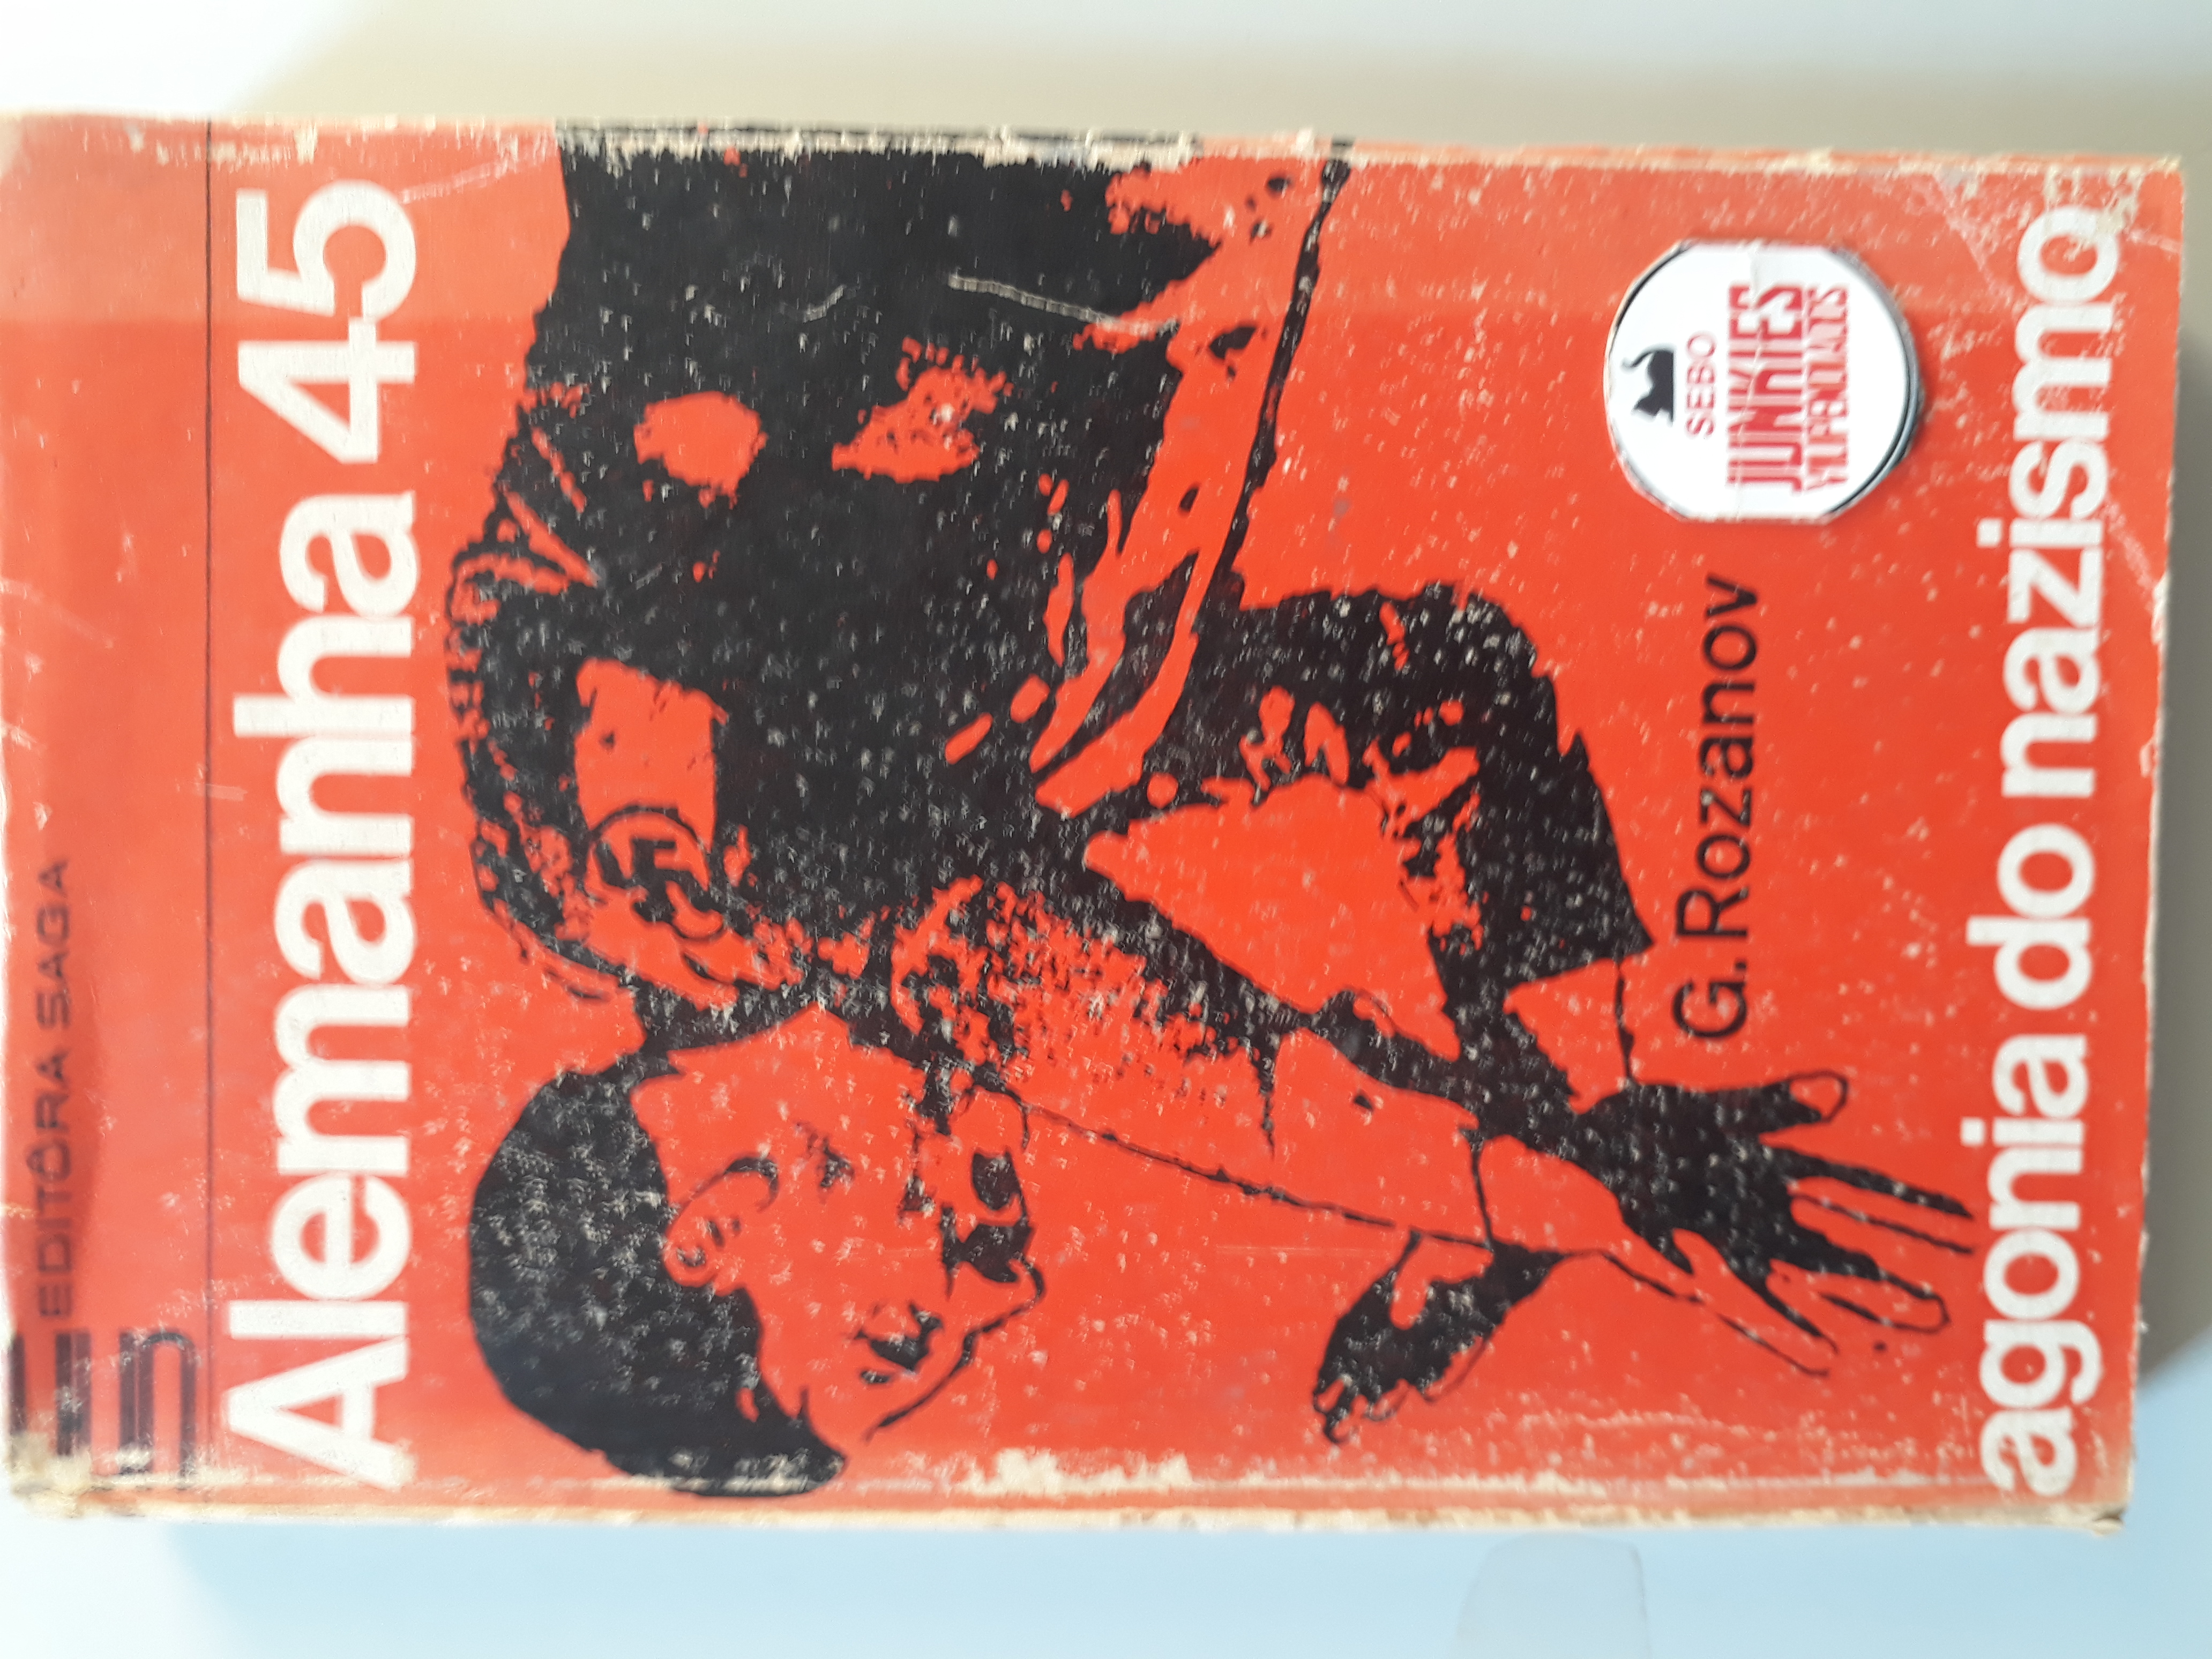 EDITÔRA SAGA
Alemanha 45
G. Rozanov
SEBO
JUNKIES
agonia do nazismo